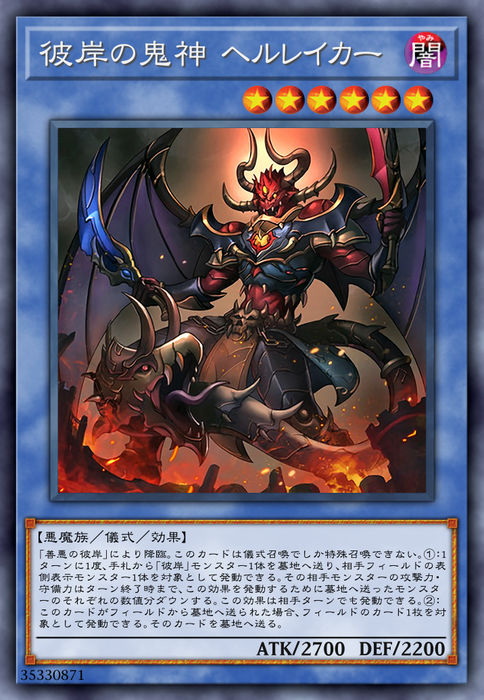 彼岸の鬼神 ヘルレイカー
やみ
闇
【悪魔族／儀式／効果】
「善悪の彼岸」により降臨。このカードは儀式召喚でしか特殊召喚できない。①：1
ターンに1度、手札から「彼岸」モンスター1体を墓地へ送り、相手フィールドの表
側表示モンスター1体を対象として発動できる。その相手モンスターの攻撃力・
守備力はターン終了時まで、この効果を発動するために墓地へ送ったモンスタ
ーのそれぞれの数値分ダウンする。この効果は相手ターンでも発動できる。②：
このカードがフィールドから墓地へ送られた場合、フィールドのカード1枚を対
象として発動できる。そのカードを墓地へ送る。
ATK/2700 DEF/2200
35330871